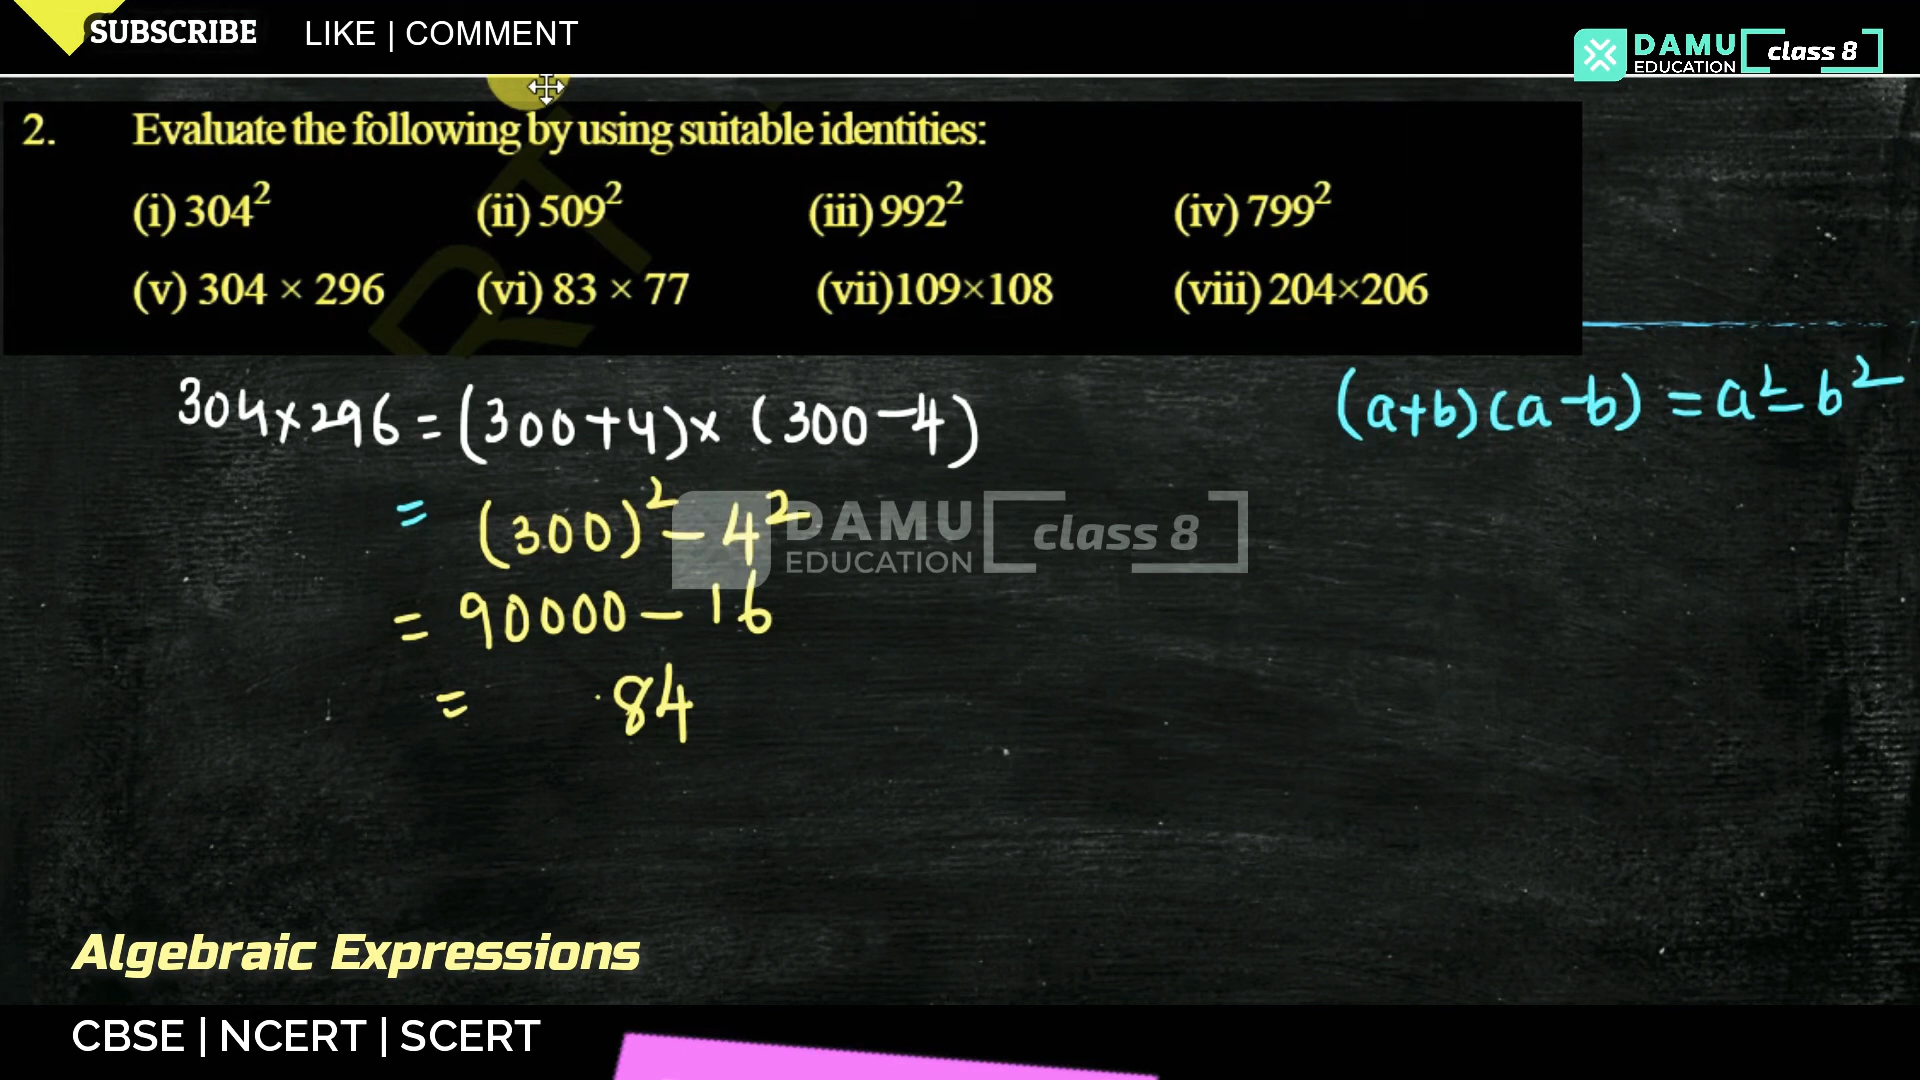 SUBSCRIBE LIKE | COMMENT
DAMU
EDUCATION
class 8
2. Evaluate the following by using suitable identities:
(i) 304² (ii) 509² (iii) 992² (iv) 799²
(v) 304 × 296 (vi) 83 × 77 (vii)109×108 (viii) 204×206
304×296 = (300+4)× (300-4)
(a+b)(a-b) = a²-b²
= (300)² - 4²
DAMU
EDUCATION
class 8
= 90000 - 16
= 84
Algebraic Expressions
CBSE | NCERT | SCERT